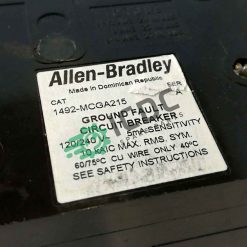 Allen-Bradley
Made in Dominican Republic
CAT SER
1492-MCGA215 A
GROUND FAULT
CIRCUIT BREAKER
120/240 V 5mA SENSITIVITY
10 KAIC MAX. RMS. SYM.
60/75°C CU WIRE ONLY 40°C
SEE SAFETY INSTRUCTIONS